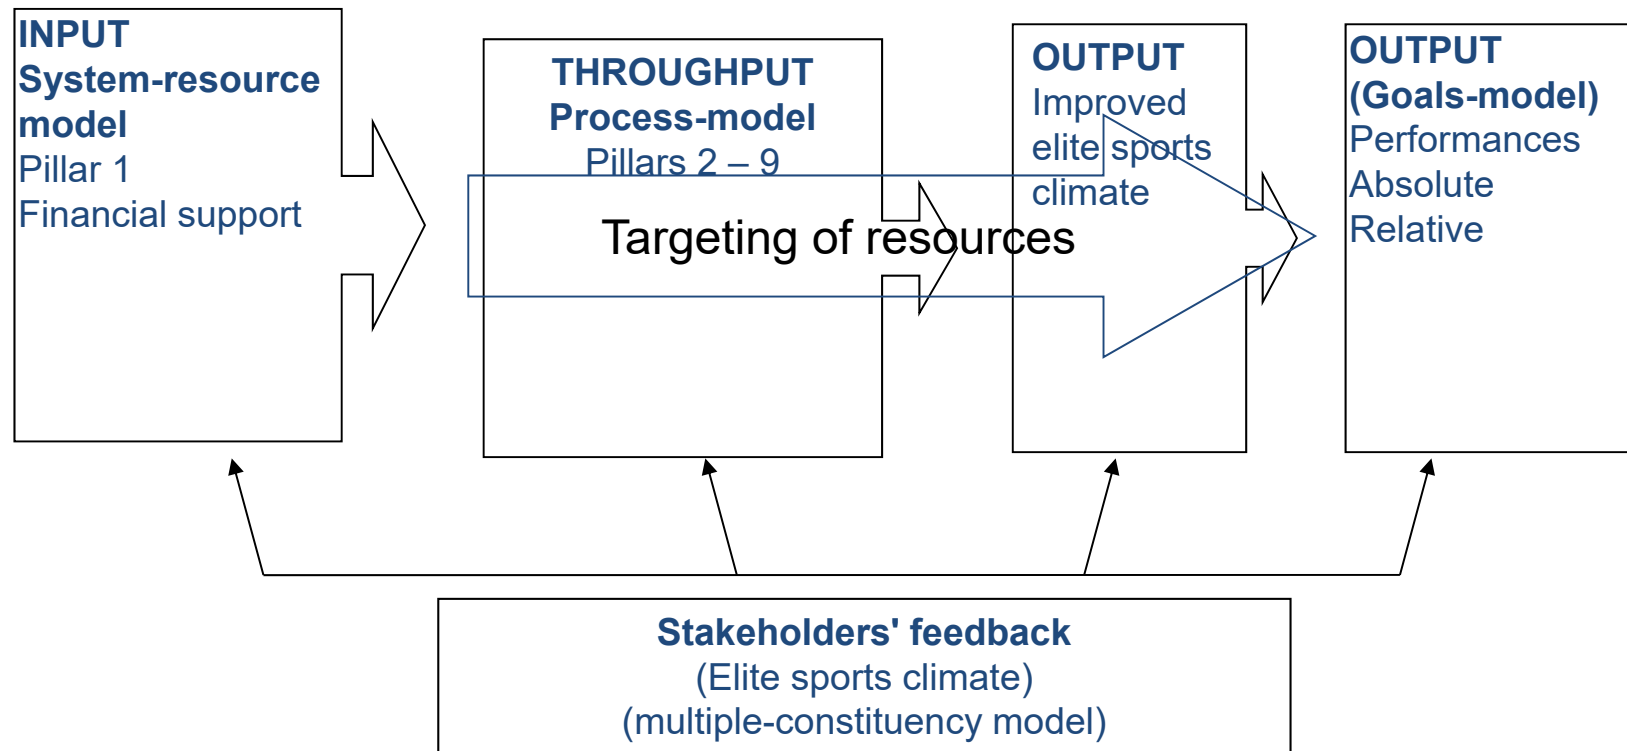 INPUT
System-resource
model
Pillar 1
Financial support
THROUGHPUT
Process-model
Pillars 2 – 9
OUTPUT
Improved
elite sports
climate
OUTPUT
(Goals-model)
Performances
Absolute
Relative
Targeting of resources
Stakeholders' feedback
(Elite sports climate)
(multiple-constituency model)